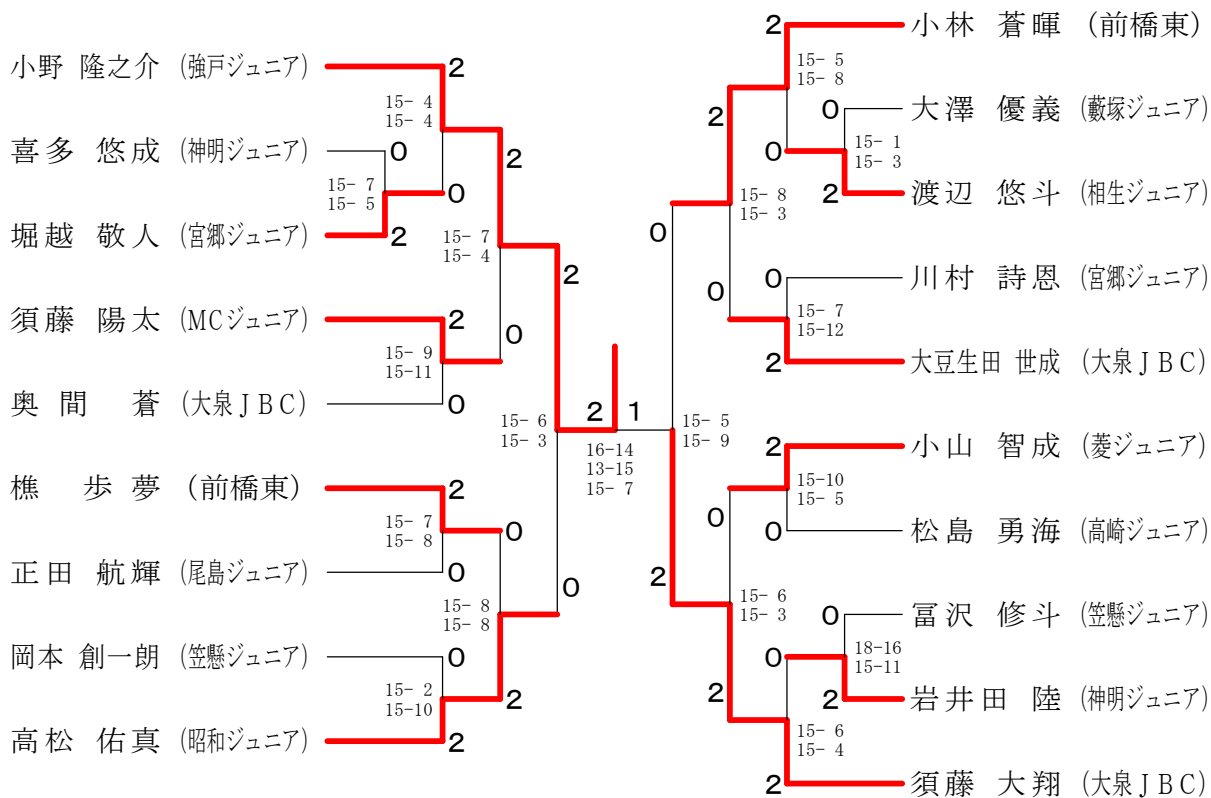 小野 隆之介 (強戸ジュニア) 2
15- 4
15- 4
喜多 悠成 (神明ジュニア) 0
2
15- 7
15- 5
0
堀越 敬人 (宮郷ジュニア) 2
15- 7
15- 4
2
須藤 陽太 (MCジュニア) 2
0
15- 9
15-11
奥間 蒼 (大泉JBC) 0
15- 6
15- 3
樵 歩夢 (前橋東) 2
15- 7
15- 8
0
正田 航輝 (尾島ジュニア) 0
0
15- 8
15- 8
岡本 創一朗 (笠懸ジュニア) 0
15- 2
15-10
2
高松 佑真 (昭和ジュニア) 2
2 1
16-14
13-15
15- 7
2 小林 蒼暉 (前橋東)
15- 5
15- 8
0 大澤 優義 (藪塚ジュニア)
2
0
15- 1
15- 3
2 渡辺 悠斗 (相生ジュニア)
15- 8
15- 3
0
0 川村 詩恩 (宮郷ジュニア)
0
15- 7
15-12
2 大豆生田 世成 (大泉JBC)
15- 5
15- 9
2 小山 智成 (菱ジュニア)
15-10
15- 5
0
0 松島 勇海 (高崎ジュニア)
2
15- 6
15- 3
0 冨沢 修斗 (笠懸ジュニア)
18-16
15-11
0
2 岩井田 陸 (神明ジュニア)
2
15- 6
15- 4
2 須藤 大翔 (大泉JBC)